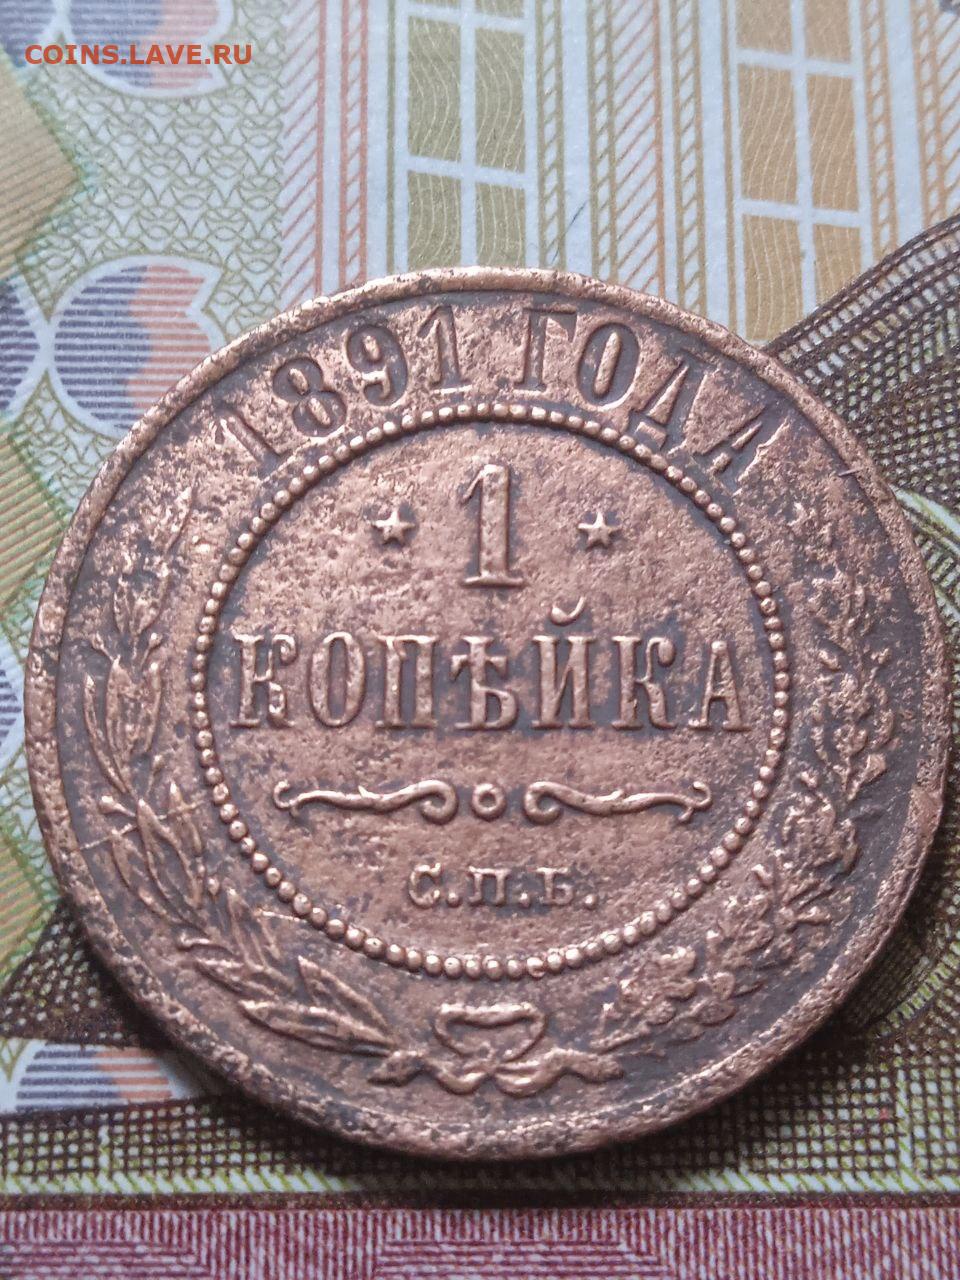 COINS.LAVE.RU
1891 ГОДА
1
КОПѢЙКА
С.П.Б.